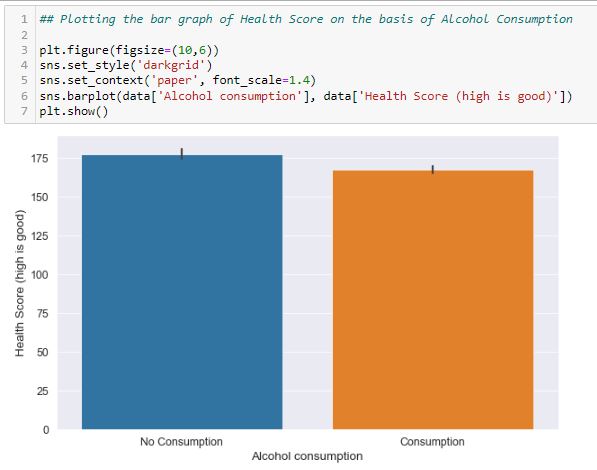 1 ## Plotting the bar graph of Health Score on the basis of Alcohol Consumption
2
3 plt.figure(figsize=(10,6))
4 sns.set_style('darkgrid')
5 sns.set_context('paper', font_scale=1.4)
6 sns.barplot(data['Alcohol consumption'], data['Health Score (high is good)'])
7 plt.show()
Health Score (high is good)
175
150
125
100
75
50
25
0
No Consumption Consumption
Alcohol consumption